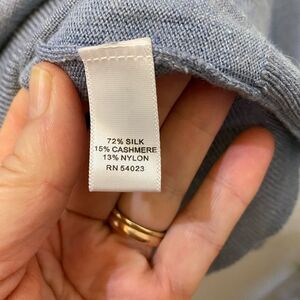 72% SILK
15% CASHMERE
13% NYLON
RN 54023